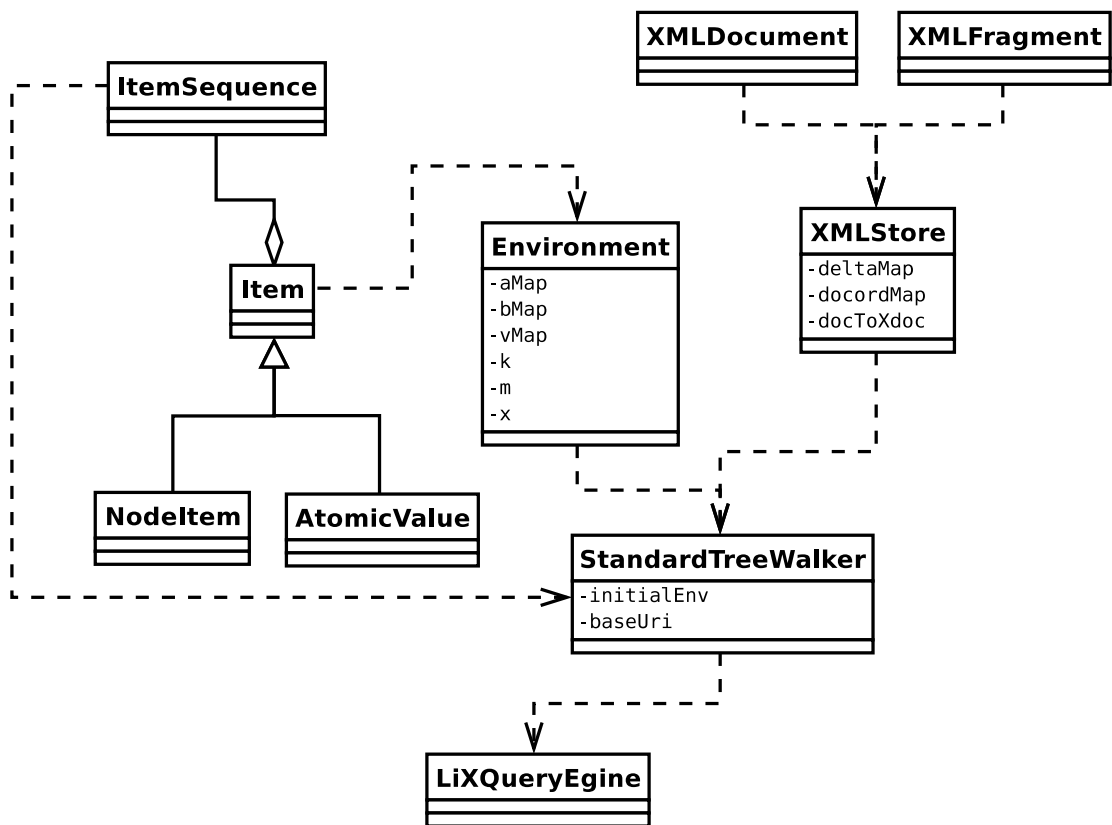 XMLDocument
XMLFragment
ItemSequence
Environment
-aMap
-bMap
-vMap
-k
-m
-x
XMLStore
-deltaMap
-docordMap
-docToXdoc
Item
NodeItem
AtomicValue
StandardTreeWalker
-initialEnv
-baseUri
LiXQueryEgine